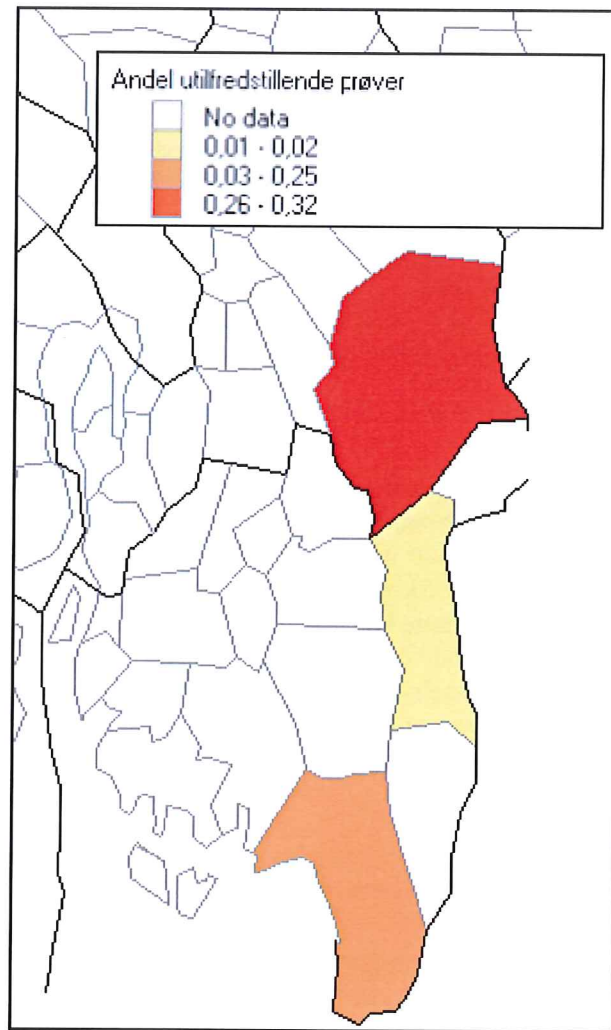 Andel utilfredstillende prøver
No data
0,01 - 0,02
0,03 - 0,25
0,26 - 0,32